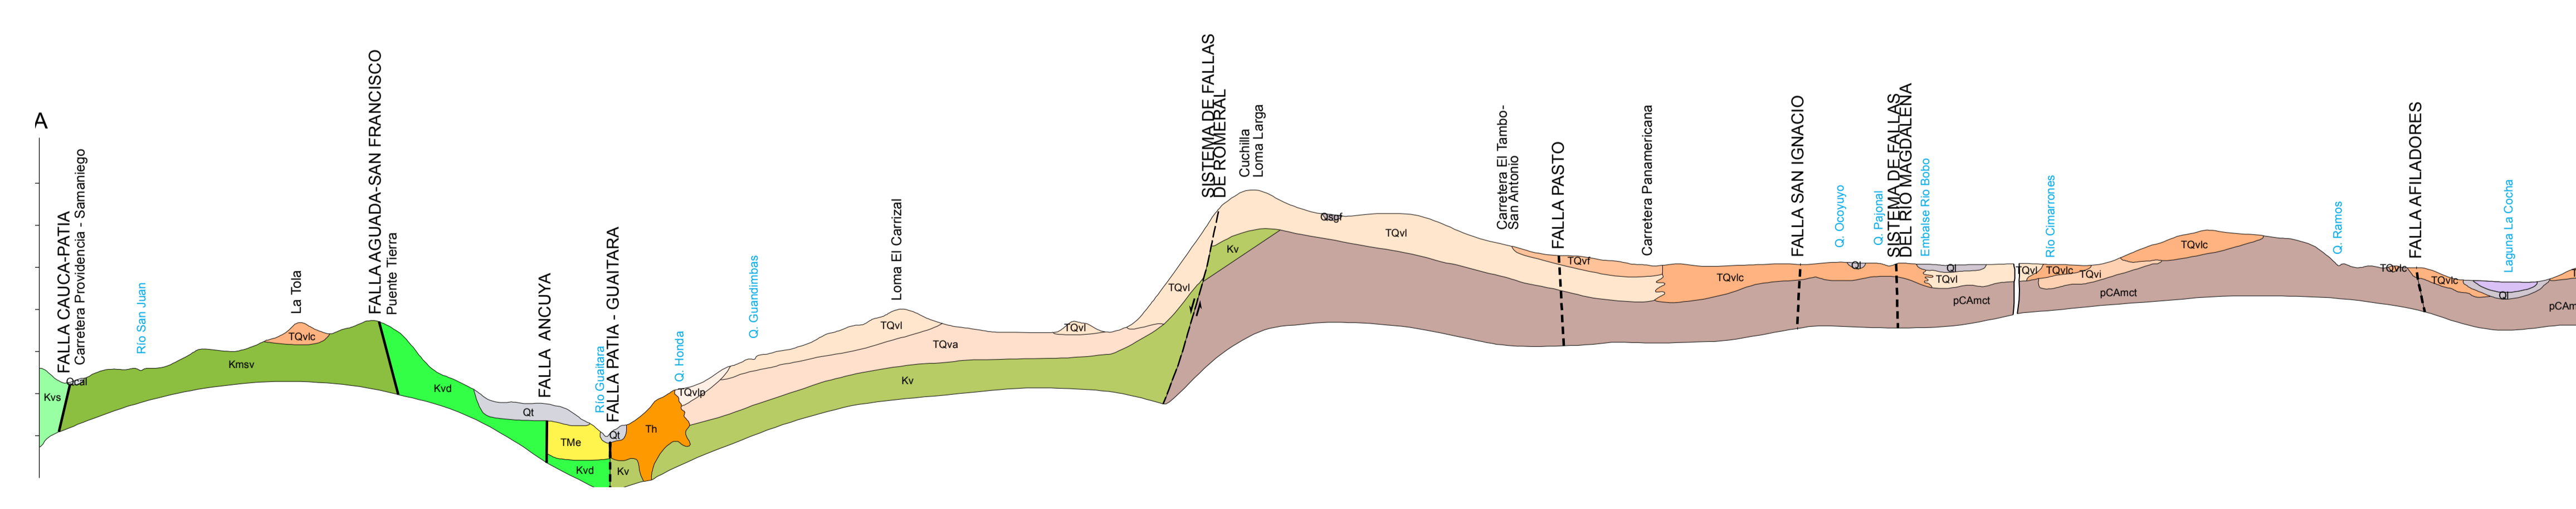 A
FALLA CAUCA-PATIA
Carretera Providencia - Samaniego
Río San Juan
La Tola
FALLA AGUADA-SAN FRANCISCO
Puente Tierra
FALLA ANCUYA
Río Guaitara
FALLA PATIA - GUAITARA
Q. Honda
Q. Guandimbas
Loma El Carrizal
SISTEMA DE FALLAS
DE ROMERAL
Cuchilla
Loma Larga
Carretera El Tambo-
San Antonio
FALLA PASTO
Carretera Panamericana
FALLA SAN IGNACIO
Q. Ocoyuyo
Q. Pajonal
SISTEMA DE FALLAS
DEL RIO MAGDALENA
Embalse Rio Bobo
Río Cimarrones
Q. Ramos
FALLA AFILADORES
Laguna La Cocha
Kvs
Qcal
Kmsv
TQvlc
Kvd
Qt
TMe
Kvd
Qt
Kv
Th
TQvlp
TQvl
TQva
Kv
TQvl
TQvl
Kv
Qsgf
TQvl
TQvf
TQvlc
Ql
Ql
TQvl
pCAmct
TQvl
TQvlc
TQvi
pCAmct
TQvlc
TQvlc
TQvlc
Ql
pCAm
T